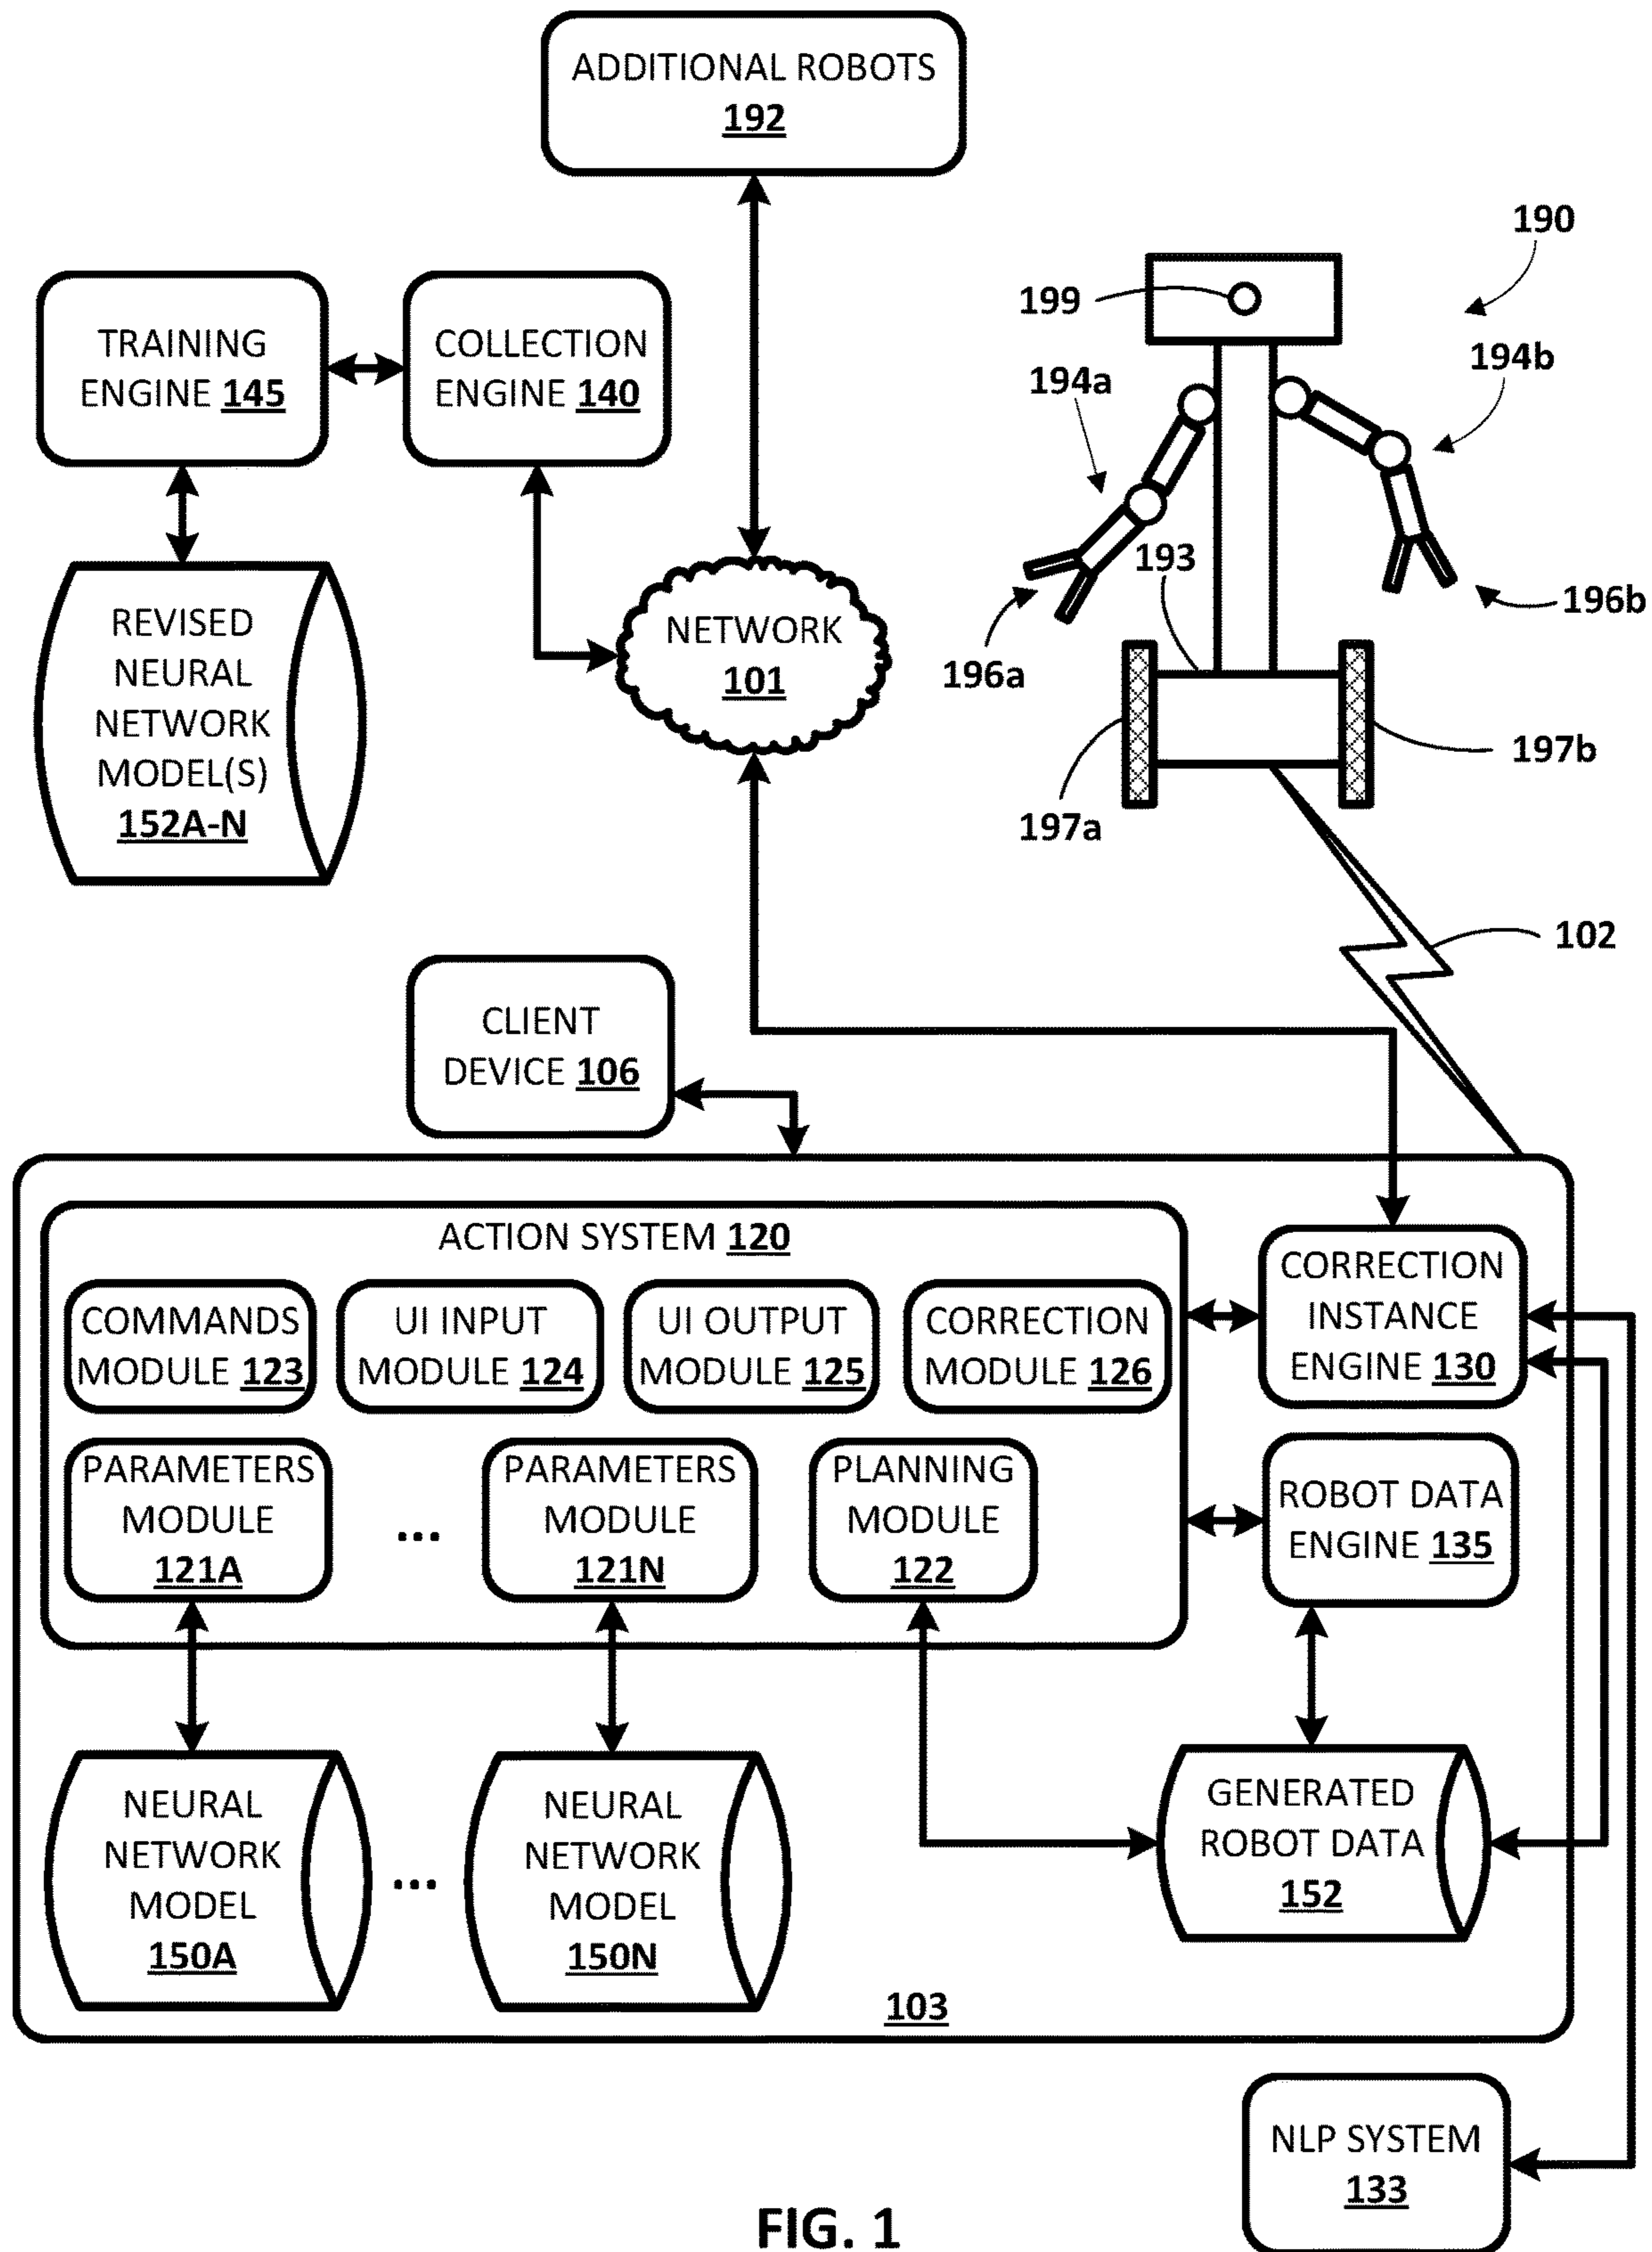 ADDITIONAL ROBOTS
192
190
199
194b
194a
TRAINING
ENGINE 145
COLLECTION
ENGINE 140
193
196b
196a
REVISED
NEURAL
NETWORK
MODEL(S)
152A-N
NETWORK
101
197b
197a
102
CLIENT
DEVICE 106
ACTION SYSTEM 120
COMMANDS
MODULE 123
UI INPUT
MODULE 124
UI OUTPUT
MODULE 125
CORRECTION
MODULE 126
CORRECTION
INSTANCE
ENGINE 130
PARAMETERS
MODULE
121A
...
PARAMETERS
MODULE
121N
PLANNING
MODULE
122
ROBOT DATA
ENGINE 135
NEURAL
NETWORK
MODEL
150A
...
NEURAL
NETWORK
MODEL
150N
GENERATED
ROBOT DATA
152
103
NLP SYSTEM
133
FIG. 1